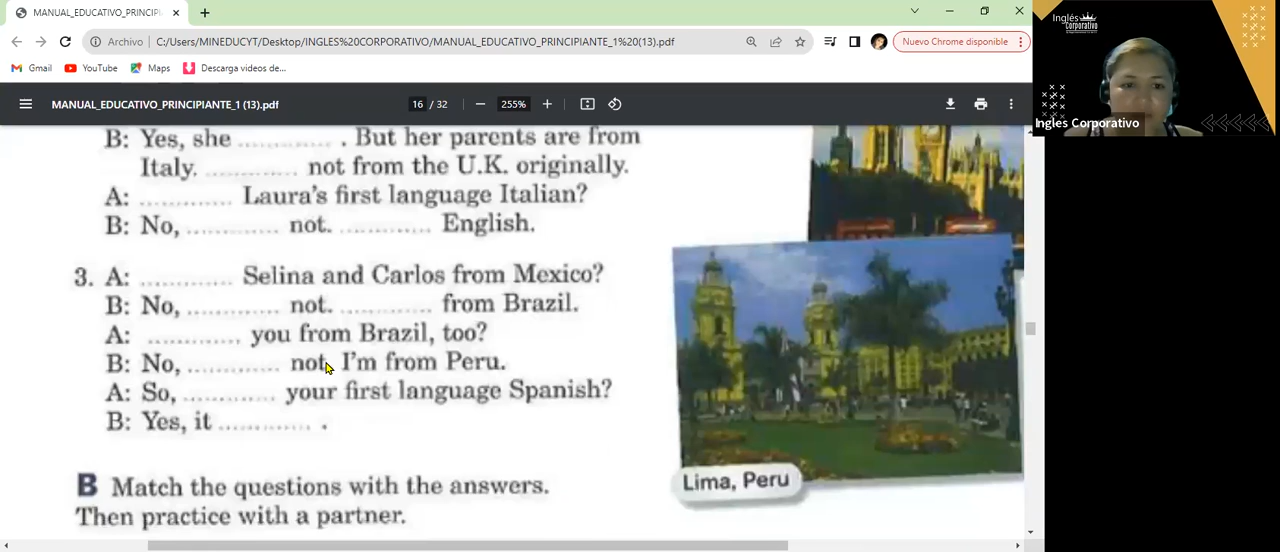 MANUAL_EDUCATIVO_PRINCIPI
Archivo
C:/Users/MINEDUCYT/Desktop/INGLES%20CORPORATIVO/MANUAL_EDUCATIVO_PRINCIPIANTE_1%20(13).pdf
Nuevo Chrome disponible
Gmail
YouTube
Maps
Descarga videos de...
MANUAL_EDUCATIVO_PRINCIPIANTE_1 (13).pdf
16 / 32
255%
B: Yes, she ............ . But her parents are from
Italy. ............ not from the U.K. originally.
A: ............ Laura's first language Italian?
B: No, ............ not. ............ English.
3. A: ............ Selina and Carlos from Mexico?
B: No, ............ not. ............ from Brazil.
A: ............ you from Brazil, too?
B: No, ............ not. I'm from Peru.
A: So, ............ your first language Spanish?
B: Yes, it ............ .
B Match the questions with the answers.
Then practice with a partner.
Lima, Peru
Inglés
Corporativo
Ingles Corporativo